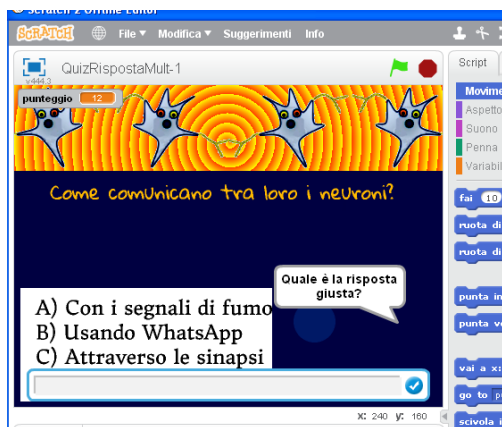 Scratch 2 Offline Editor
SCRATCH File Modifica Suggerimenti Info
QuizRispostaMult-1
v444.3
punteggio 12
Come comunicano tra loro i neuroni?
Quale è la risposta
giusta?
A) Con i segnali di fumo
B) Usando WhatsApp
C) Attraverso le sinapsi
x: 240 y: 160
Script
Movime
Aspetto
Suono
Penna
Variabil
fai 10
ruota di
ruota di
punta in
punta ve
vai a x:
go to
scivola i